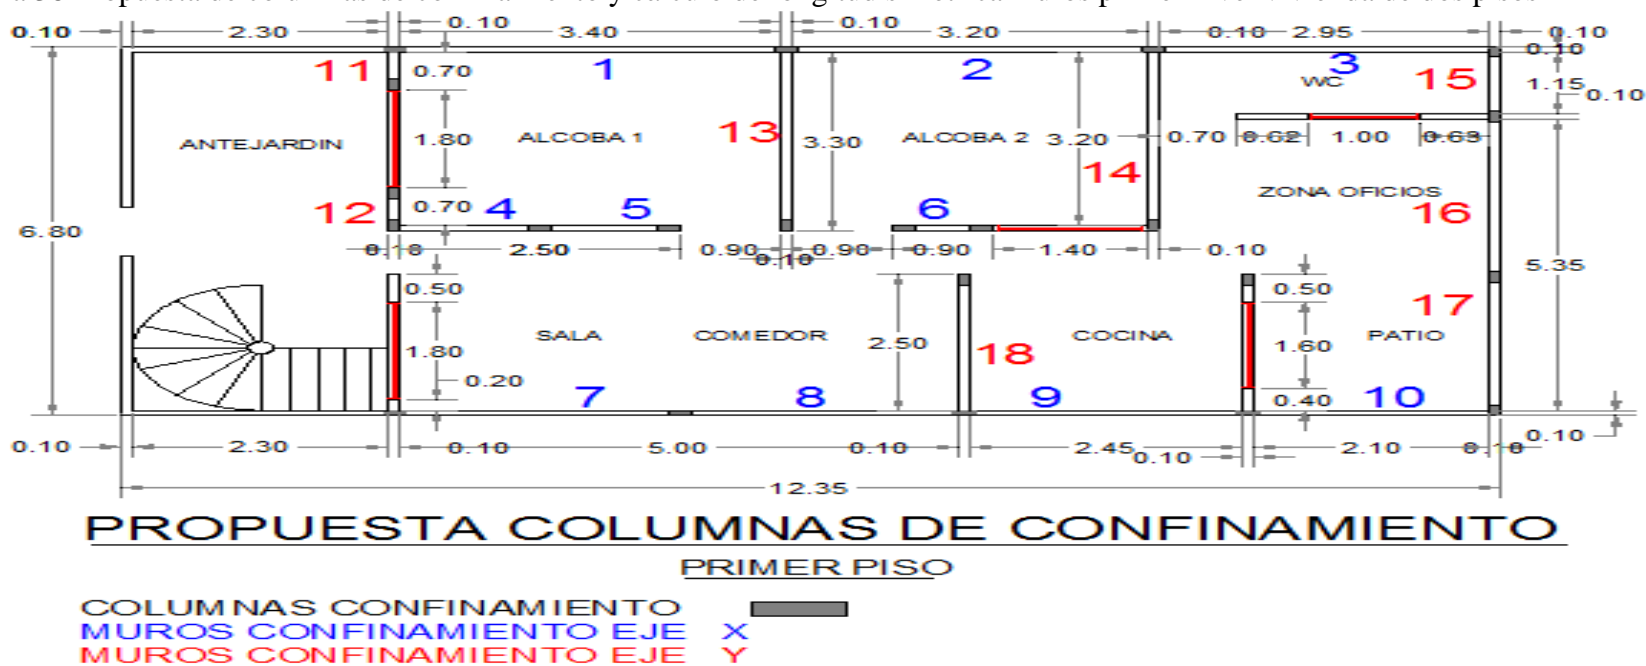 0.10 2.30 0.10 3.40 0.10 3.20 0.10 2.95 0.10
0.10
11 0.70 1 2 3 WC 15 1.15 0.10
ANTEJARDIN 1.80 ALCOBA 1 13 3.30 ALCOBA 2 3.20 0.70 0.62 1.00 0.63
14 ZONA OFICIOS
12 0.70 4 5 6 16
6.80
0.18 2.50 0.90 0.10 0.90 0.90 1.40 0.10 5.35
0.50 0.50
17
SALA COMEDOR 2.50 18 COCINA 1.60 PATIO
1.80
0.20
7 8 9 0.40 10
0.10
0.10 2.30 0.10 5.00 0.10 2.45 0.10 2.10
12.35
PROPUESTA COLUMNAS DE CONFINAMIENTO
PRIMER PISO
COLUMNAS CONFINAMIENTO
MUROS CONFINAMIENTO EJE X
MUROS CONFINAMIENTO EJE Y